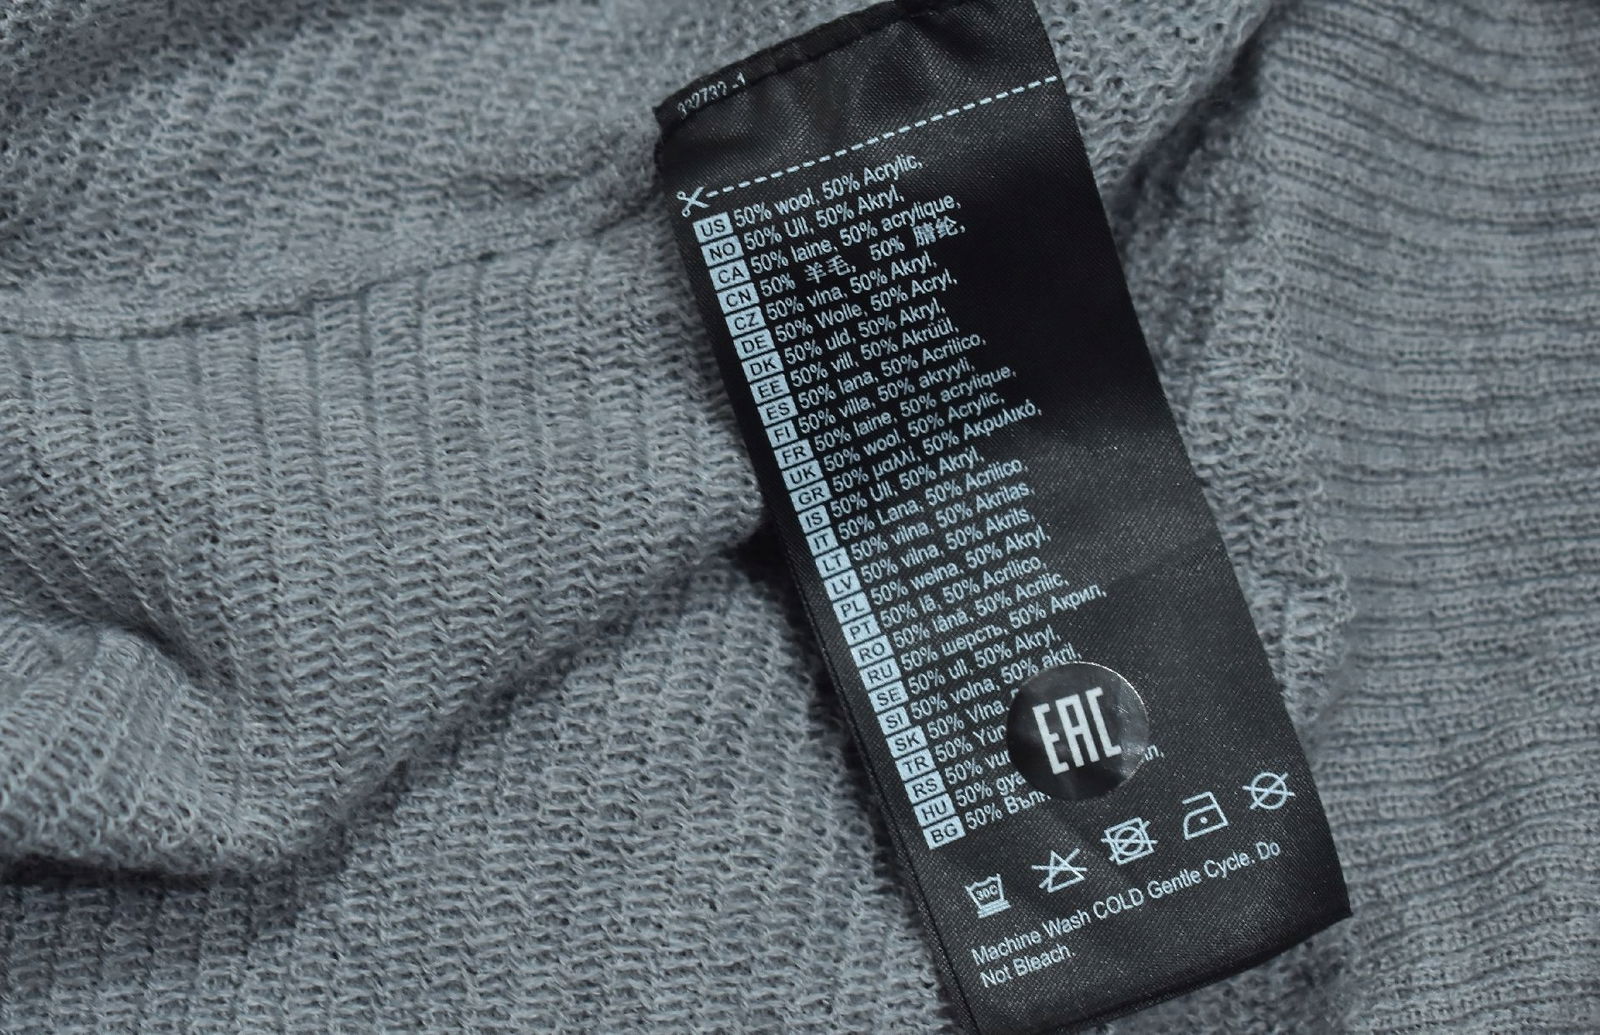 332732 -1
US 50% wool, 50% Acrylic,
NO 50% Ull, 50% Akryl,
CA 50% laine, 50% acrylique,
CN 50% 羊毛, 50% 腈纶,
CZ 50% vlna, 50% Akryl,
DE 50% Wolle, 50% Acryl,
DK 50% uld, 50% Akryl,
EE 50% vill, 50% Akrüül,
ES 50% lana, 50% Acrilico,
FI 50% villa, 50% akryyli,
FR 50% laine, 50% acrylique,
UK 50% wool, 50% Acrylic,
GR 50% μαλλί, 50% Ακρυλικό,
IS 50% Ull, 50% Akryl,
IT 50% Lana, 50% Acrilico,
LT 50% vilna, 50% Akrilas,
LV 50% vilna, 50% Akrils,
PL 50% welna, 50% Akryl,
PT 50% lã, 50% Acrílico,
RO 50% lână, 50% Acrilic,
RU 50% шерсть, 50% Акрил,
SE 50% ull, 50% Akryl,
SI 50% volna, 50% akril,
SK 50% Vlna,
TR 50% Yün
RS 50%
HU 50%
BG 50%
EAC
30C
Machine Wash COLD Gentle Cycle. Do
Not Bleach.